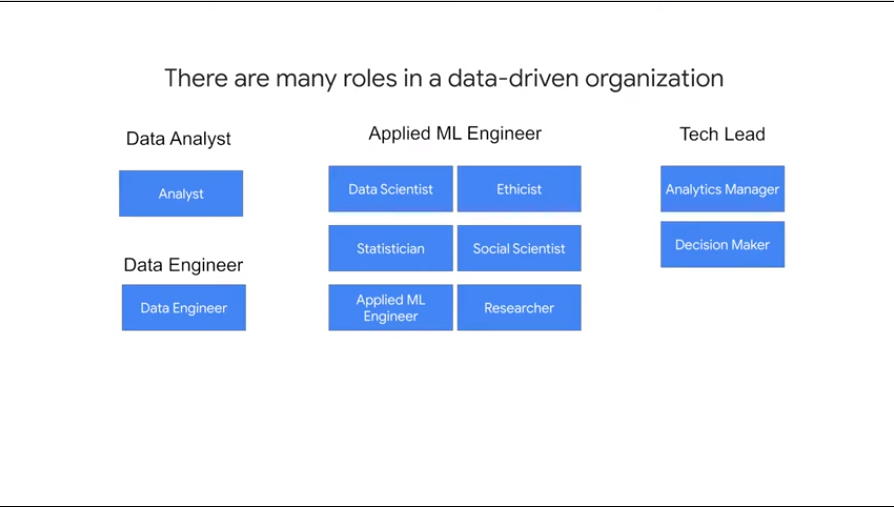 There are many roles in a data-driven organization
Data Analyst
Analyst
Data Engineer
Data Engineer
Applied ML Engineer
Data Scientist
Ethicist
Statistician
Social Scientist
Applied ML
Engineer
Researcher
Tech Lead
Analytics Manager
Decision Maker